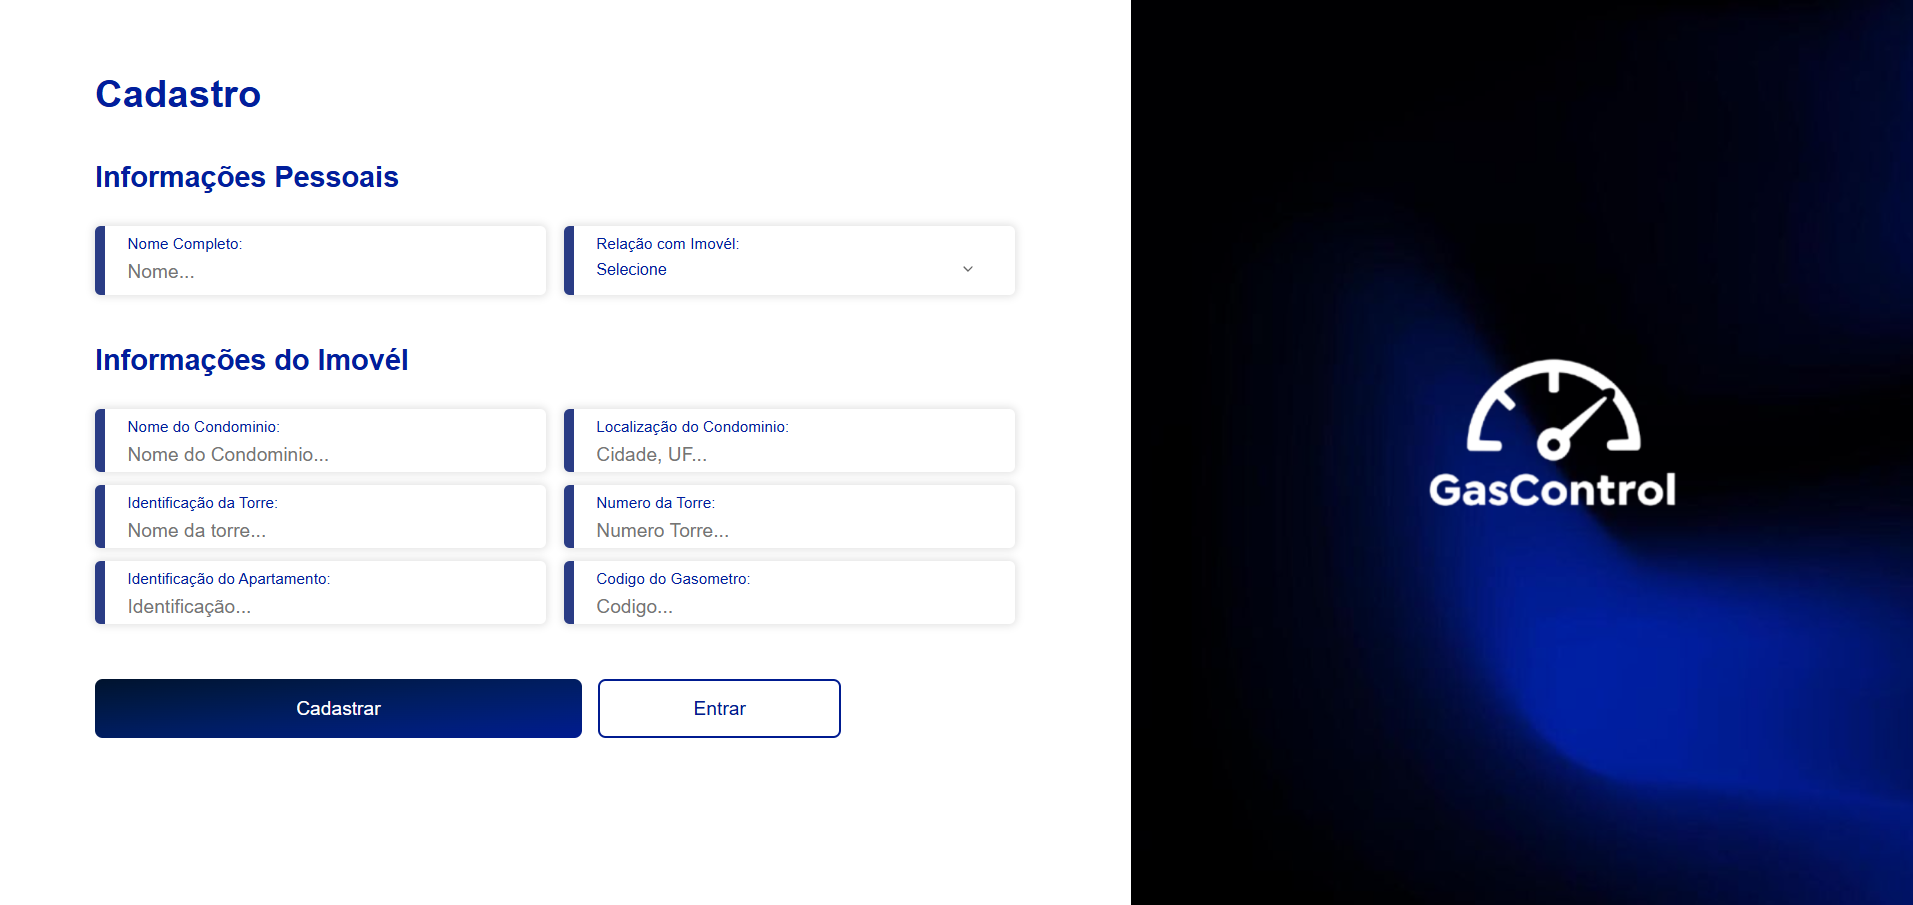 Cadastro
Informações Pessoais
Nome Completo:
Nome...
Relação com Imovél:
Selecione
Informações do Imovél
Nome do Condominio:
Nome do Condominio...
Localização do Condominio:
Cidade, UF...
Identificação da Torre:
Nome da torre...
Numero da Torre:
Numero Torre...
Identificação do Apartamento:
Identificação...
Codigo do Gasometro:
Codigo...
Cadastrar
Entrar
GasControl